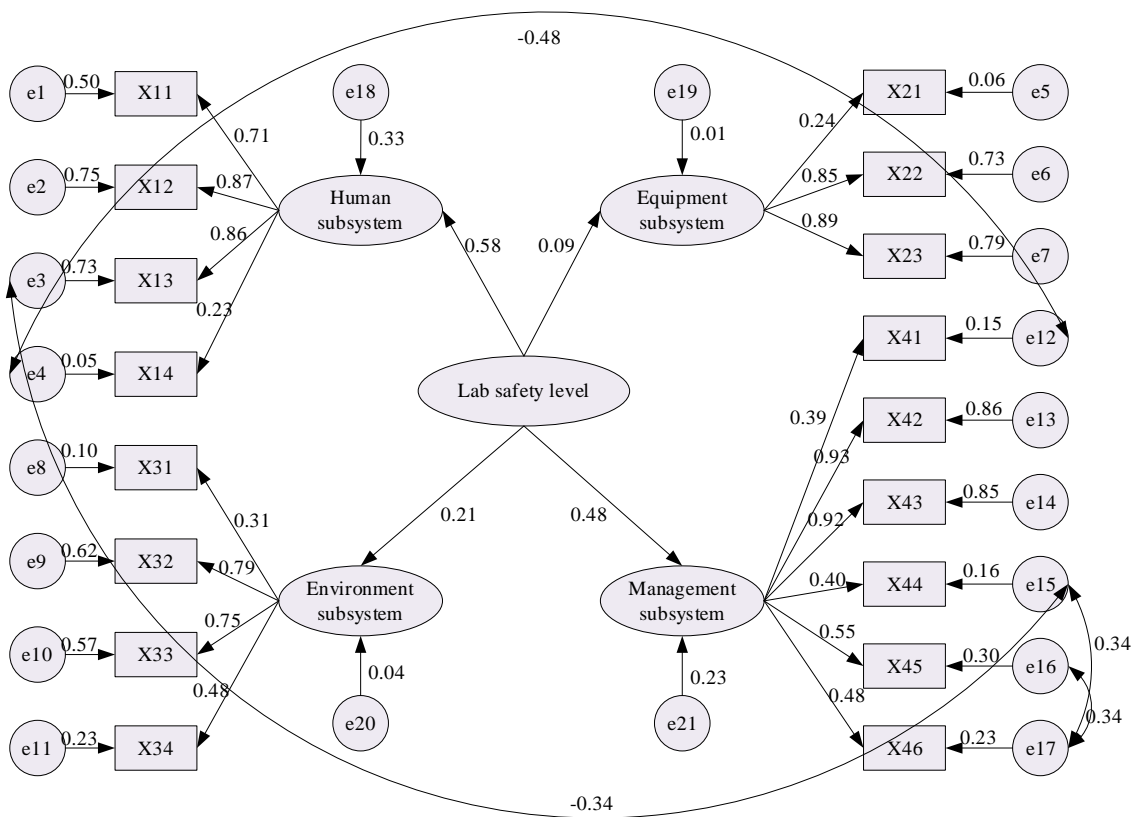 -0.48
e1
0.50
X11
e18
e19
X21
0.06
e5
0.71
0.33
0.01
0.24
e2
0.75
X12
0.87
Human
subsystem
Equipment
subsystem
0.85
X22
0.73
e6
0.86
0.58
0.09
0.89
e3
0.73
X13
X23
0.79
e7
0.23
e4
0.05
X14
X41
0.15
e12
Lab safety level
0.39
X42
0.86
e13
e8
0.10
X31
0.93
0.31
0.21
0.48
0.92
X43
0.85
e14
e9
0.62
X32
0.79
Environment
subsystem
Management
subsystem
0.40
X44
0.16
e15
0.75
0.55
0.34
e10
0.57
X33
0.04
0.23
X45
0.30
e16
0.48
0.48
0.34
e11
0.23
X34
e20
e21
X46
0.23
e17
-0.34